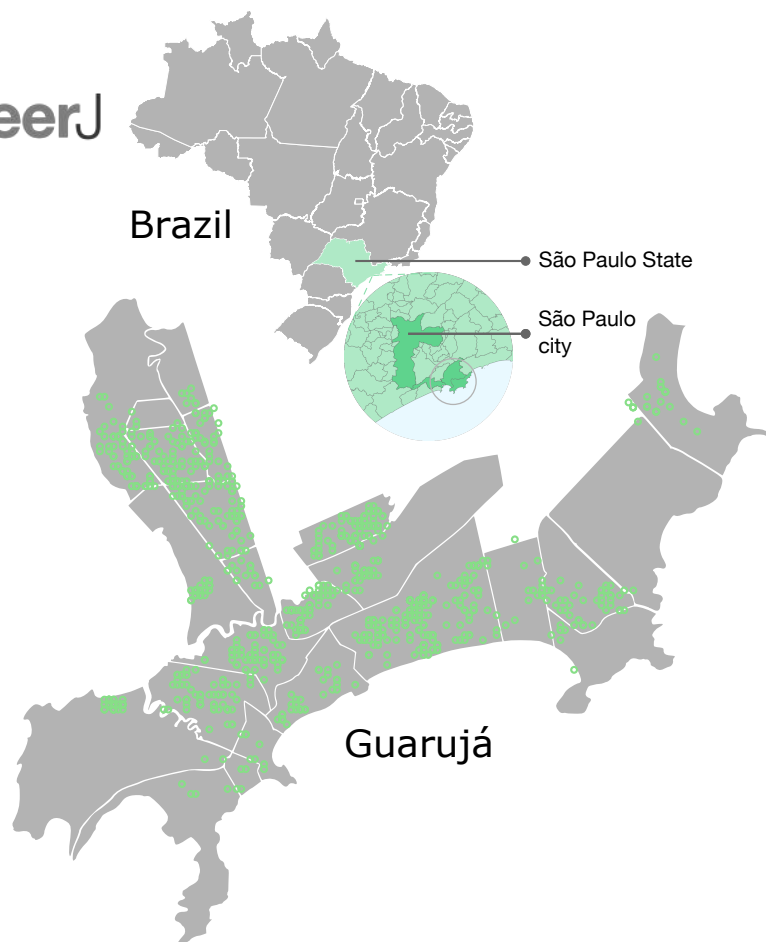 eerJ
Brazil
São Paulo State
São Paulo
city
Guarujá